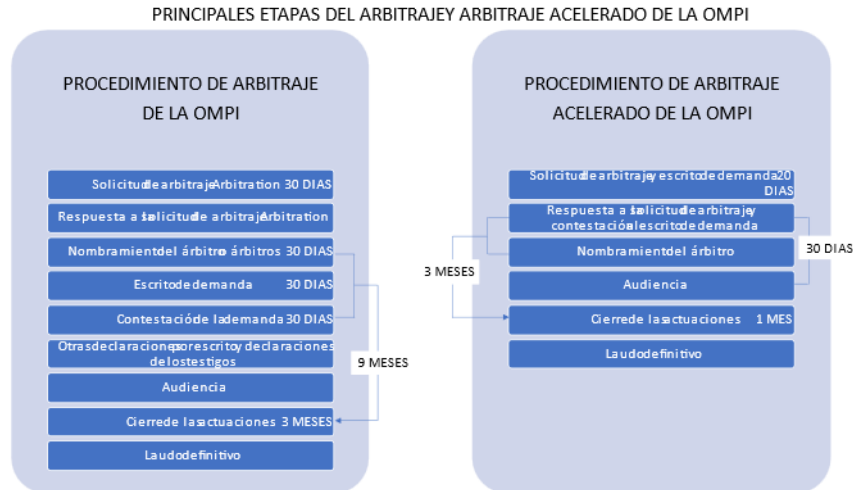 PRINCIPALES ETAPAS DEL ARBITRAJEY ARBITRAJE ACELERADO DE LA OMPI
PROCEDIMIENTO DE ARBITRAJE
DE LA OMPI
Solicitud de arbitraje Arbitration 30 DIAS
Respuesta a la solicitud de arbitraje Arbitration
Nombramiento del árbitro o árbitros 30 DIAS
Escrito de demanda 30 DIAS
Contestación de la demanda 30 DIAS
Otras declaraciones por escrito y declaraciones
de los testigos
Audiencia
Cierre de las actuaciones 3 MESES
Laudo definitivo
9 MESES
PROCEDIMIENTO DE ARBITRAJE
ACELERADO DE LA OMPI
Solicitud de arbitraje y escrito de demanda 20
DIAS
Respuesta a la solicitud de arbitraje y
contestación al escrito de demanda
Nombramiento del árbitro
Audiencia
Cierre de las actuaciones 1 MES
Laudo definitivo
3 MESES
30 DIAS